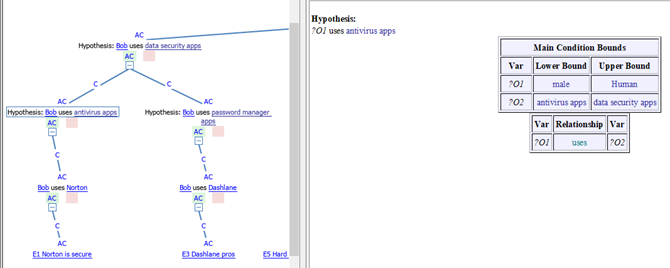 AC
Hypothesis: Bob uses data security apps
AC
C
C
AC
AC
Hypothesis: Bob uses antivirus apps
Hypothesis: Bob uses password manager
apps
AC
AC
C
C
AC
AC
Bob uses Norton
Bob uses Dashlane
AC
AC
C
C
AC
AC
E1 Norton is secure
E3 Dashlane pros
E5 Hard
Hypothesis:
?O1 uses antivirus apps
Main Condition Bounds
Var Lower Bound Upper Bound
?O1 male Human
?O2 antivirus apps data security apps
Var Relationship Var
?O1 uses ?O2